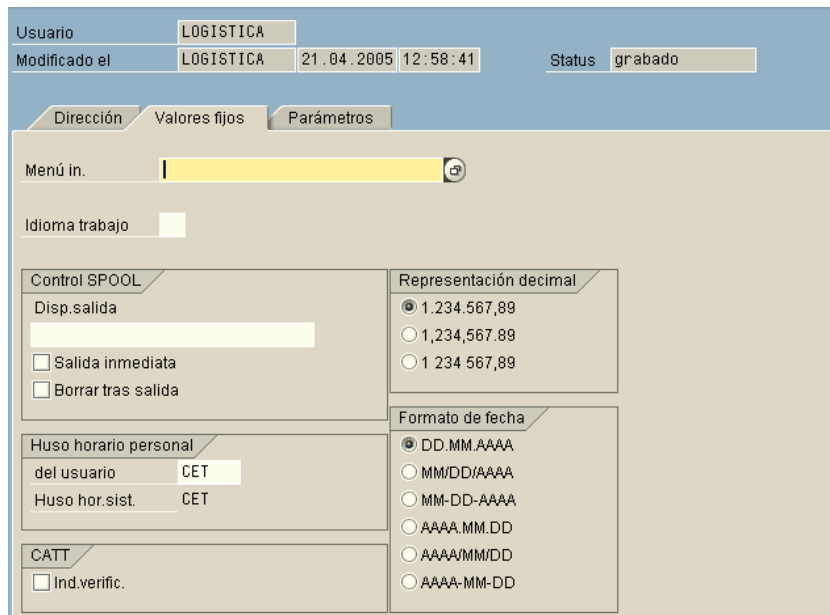 Usuario LOGISTICA
Modificado el LOGISTICA 21.04.2005 12:58:41 Status grabado
Dirección Valores fijos Parámetros
Menú in.
Idioma trabajo
Control SPOOL
Disp.salida
Salida inmediata
Borrar tras salida
Representación decimal
1.234.567,89
1,234,567.89
1 234 567,89
Huso horario personal
del usuario CET
Huso hor.sist. CET
Formato de fecha
DD.MM.AAAA
MM/DD/AAAA
MM-DD-AAAA
AAAA.MM.DD
AAAA/MM/DD
AAAA-MM-DD
CATT
Ind.verific.